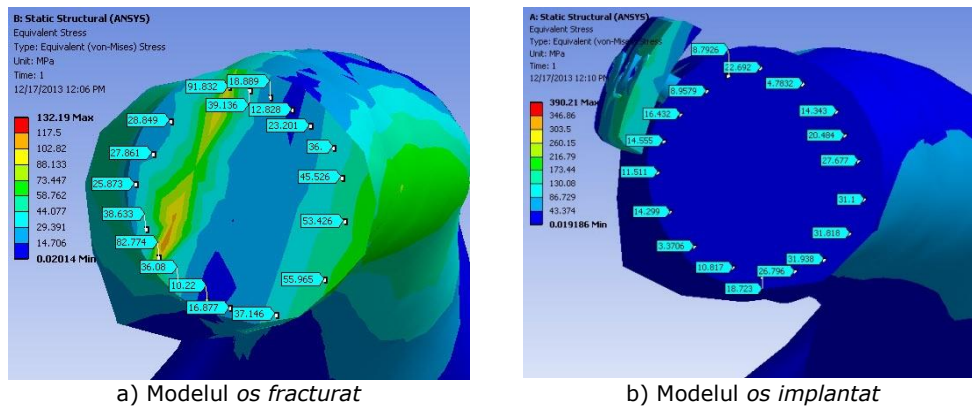 B: Static Structural (ANSYS)
Equivalent Stress
Type: Equivalent (von-Mises) Stress
Unit: MPa
Time: 1
12/17/2013 12:06 PM
132.19 Max
117.5
102.82
88.133
73.447
58.762
44.077
29.391
14.706
0.02014 Min
18.889
91.832
39.136
12.828
28.849
23.201
27.861
36.
25.873
45.526
38.633
53.426
82.774
36.08
55.965
10.22
16.877
37.146
a) Modelul os fracturat
A: Static Structural (ANSYS)
Equivalent Stress
Type: Equivalent (von-Mises) Stress
Unit: MPa
Time: 1
12/17/2013 12:10 PM
390.21 Max
346.86
303.5
260.15
216.79
173.44
130.08
86.729
43.374
0.019186 Min
8.7926
22.692
4.7832
8.9579
14.343
16.432
20.484
14.555
27.677
11.511
31.1
14.299
31.818
3.3706
31.938
10.817
26.796
18.723
b) Modelul os implantat